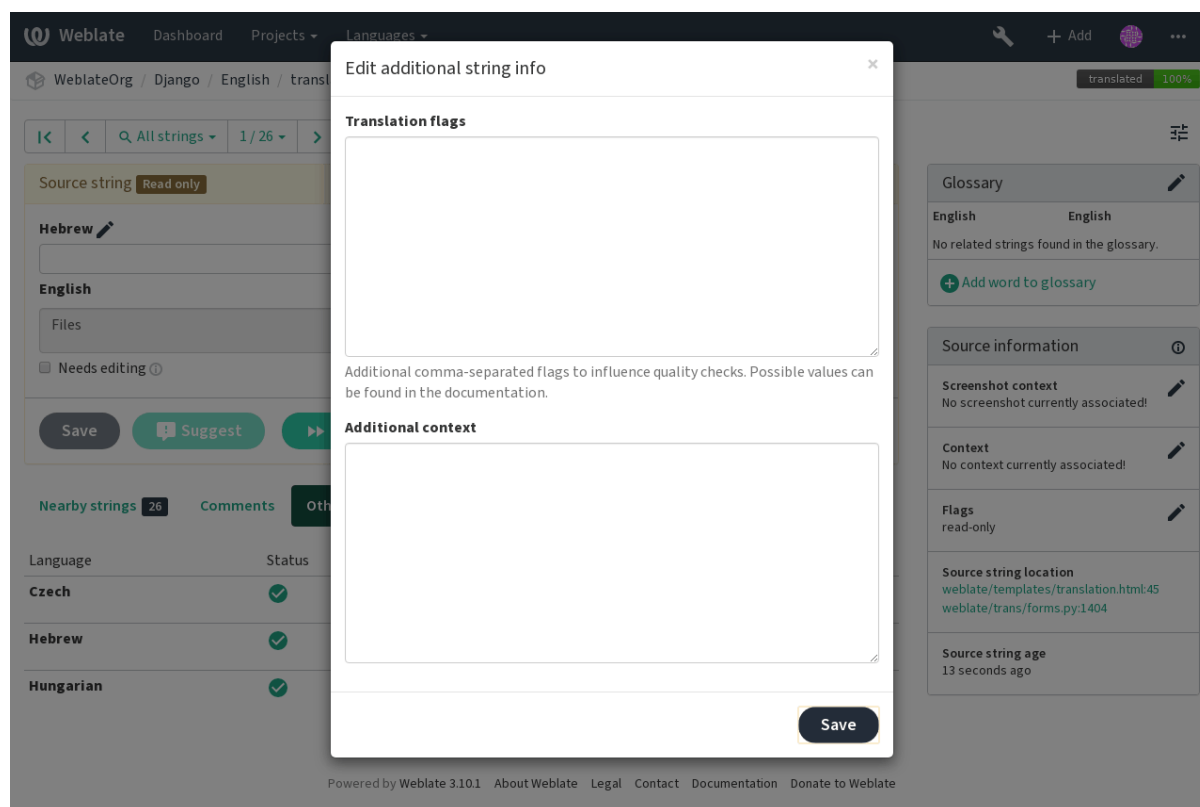 Weblate Dashboard Projects Languages Add
WeblateOrg / Django / English / transl
translated 100%
Edit additional string info
×
All strings 1 / 26
Source string Read only
Hebrew
English
Files
Needs editing
Save Suggest
Nearby strings 26 Comments Oth
Language Status
Czech
Hebrew
Hungarian
Translation flags
Additional comma-separated flags to influence quality checks. Possible values can
be found in the documentation.
Additional context
Save
Glossary
English English
No related strings found in the glossary.
Add word to glossary
Source information
Screenshot context
No screenshot currently associated!
Context
No context currently associated!
Flags
read-only
Source string location
weblate/templates/translation.html:45
weblate/trans/forms.py:1404
Source string age
13 seconds ago
Powered by Weblate 3.10.1 About Weblate Legal Contact Documentation Donate to Weblate